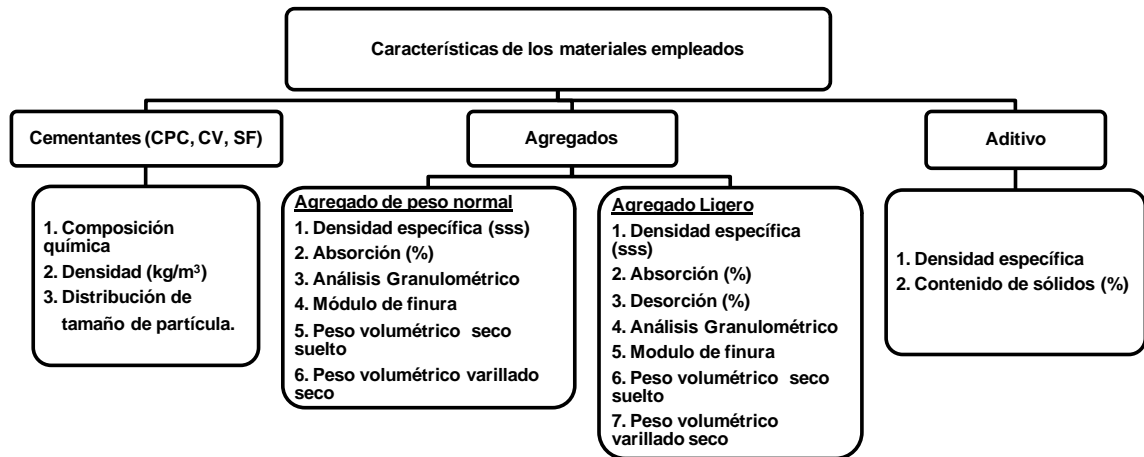 Características de los materiales empleados
Cementantes (CPC, CV, SF)
Agregados
Aditivo
1. Composición
química
2. Densidad (kg/m³)
3. Distribución de
tamaño de partícula.
Agregado de peso normal
1. Densidad específica (sss)
2. Absorción (%)
3. Análisis Granulométrico
4. Módulo de finura
5. Peso volumétrico seco
suelto
6. Peso volumétrico varillado
seco
Agregado Ligero
1. Densidad específica
(sss)
2. Absorción (%)
3. Desorción (%)
4. Análisis Granulométrico
5. Modulo de finura
6. Peso volumétrico seco
suelto
7. Peso volumétrico
varillado seco
1. Densidad específica
2. Contenido de sólidos (%)